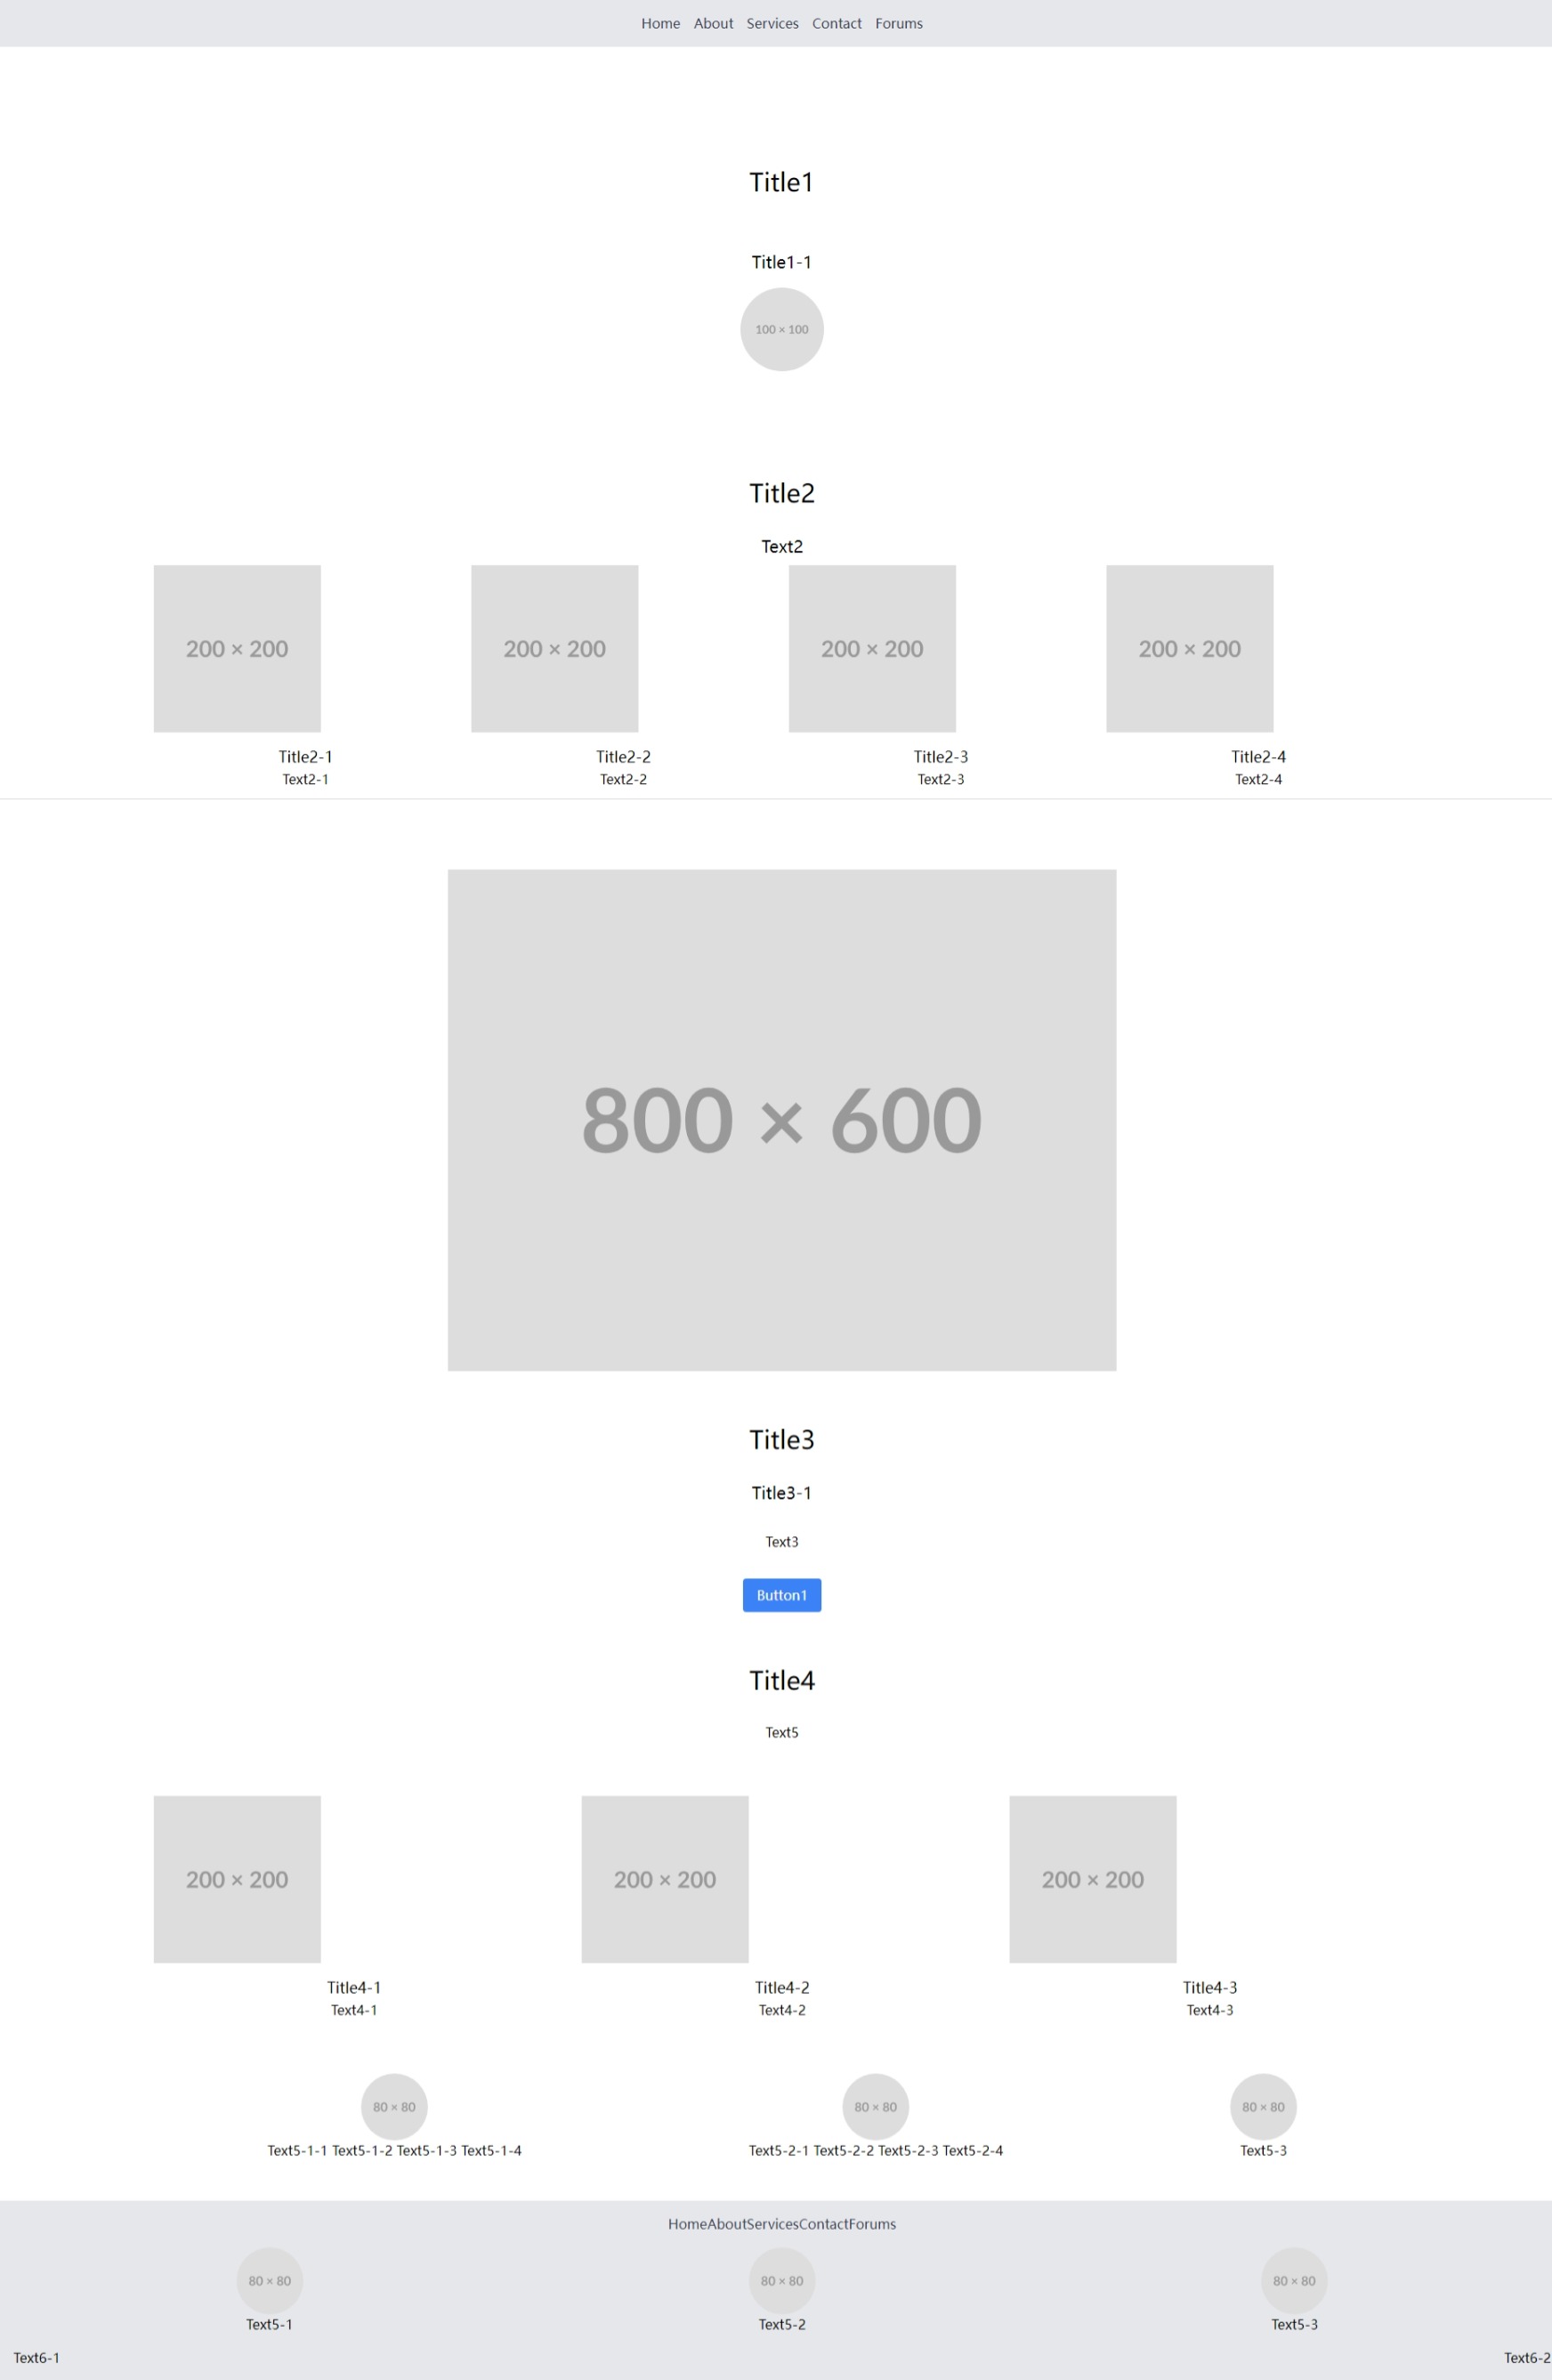 Home About Services Contact Forums
Title1
Title1-1
100 × 100
Title2
Text2
200 × 200 200 × 200 200 × 200 200 × 200
Title2-1 Title2-2 Title2-3 Title2-4
Text2-1 Text2-2 Text2-3 Text2-4
800 × 600
Title3
Title3-1
Text3
Button1
Title4
Text5
200 × 200 200 × 200 200 × 200
Title4-1 Title4-2 Title4-3
Text4-1 Text4-2 Text4-3
80 × 80 80 × 80 80 × 80
Text5-1-1 Text5-1-2 Text5-1-3 Text5-1-4 Text5-2-1 Text5-2-2 Text5-2-3 Text5-2-4 Text5-3
HomeAboutServicesContactForums
80 × 80 80 × 80 80 × 80
Text5-1 Text5-2 Text5-3
Text6-1 Text6-2